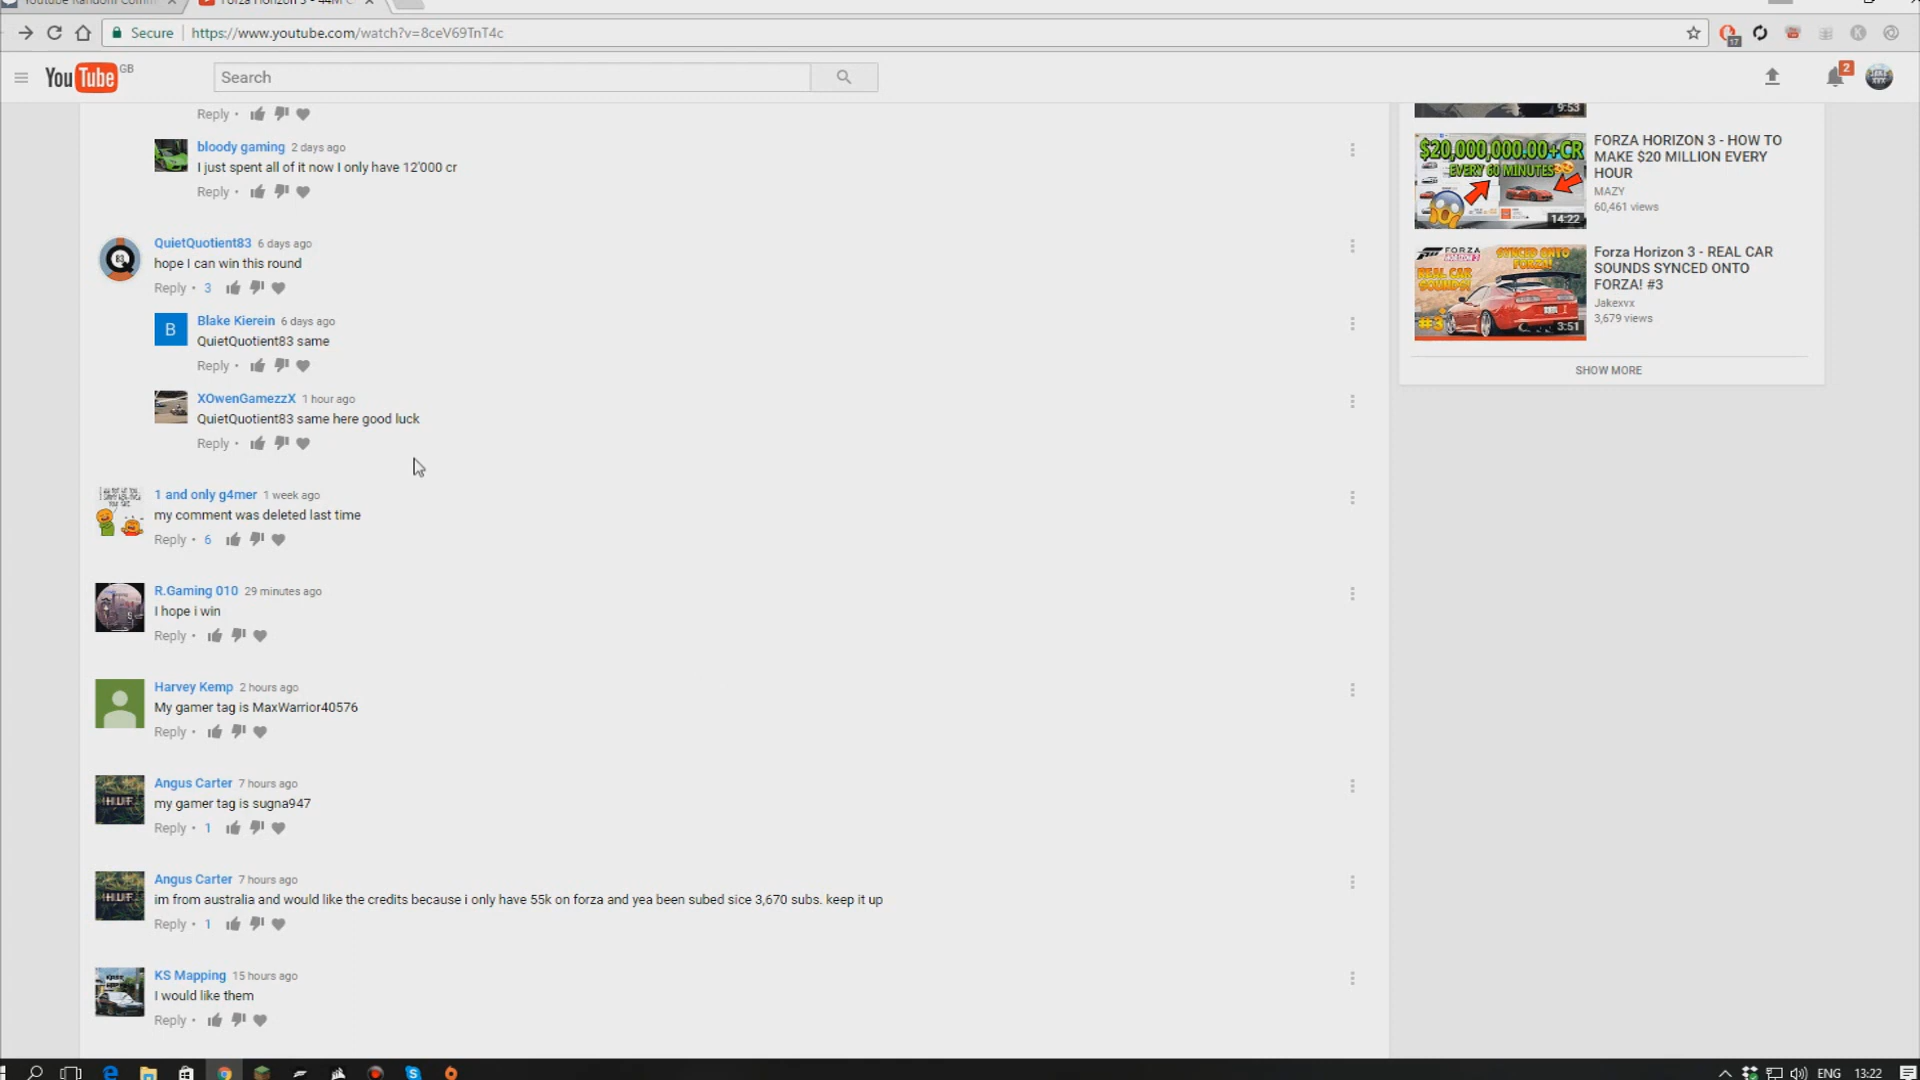 Secure https://www.youtube.com/watch?v=8ceV69TnT4c
17
YouTube GB
Search
2
Reply •
bloody gaming 2 days ago
I just spent all of it now I only have 12'000 cr
Reply •
QuietQuotient83 6 days ago
hope I can win this round
Reply • 3
B
Blake Kierein 6 days ago
QuietQuotient83 same
Reply •
XOwenGamezzX 1 hour ago
QuietQuotient83 same here good luck
Reply •
1 and only g4mer 1 week ago
my comment was deleted last time
Reply • 6
R.Gaming 010 29 minutes ago
I hope i win
Reply •
Harvey Kemp 2 hours ago
My gamer tag is MaxWarrior40576
Reply •
Angus Carter 7 hours ago
my gamer tag is sugna947
Reply • 1
Angus Carter 7 hours ago
im from australia and would like the credits because i only have 55k on forza and yea been subed sice 3,670 subs. keep it up
Reply • 1
KS Mapping 15 hours ago
I would like them
Reply •
9:53
$20,000,000.00+CR
EVERY 60 MINUTES
14:22
FORZA HORIZON 3 - HOW TO
MAKE $20 MILLION EVERY
HOUR
MAZY
60,461 views
FORZA
SYNCED ONTO
FORZA!
REAL CAR
SOUNDS!
#3
3:51
Forza Horizon 3 - REAL CAR
SOUNDS SYNCED ONTO
FORZA! #3
Jakexvx
3,679 views
SHOW MORE
ENG 13:22